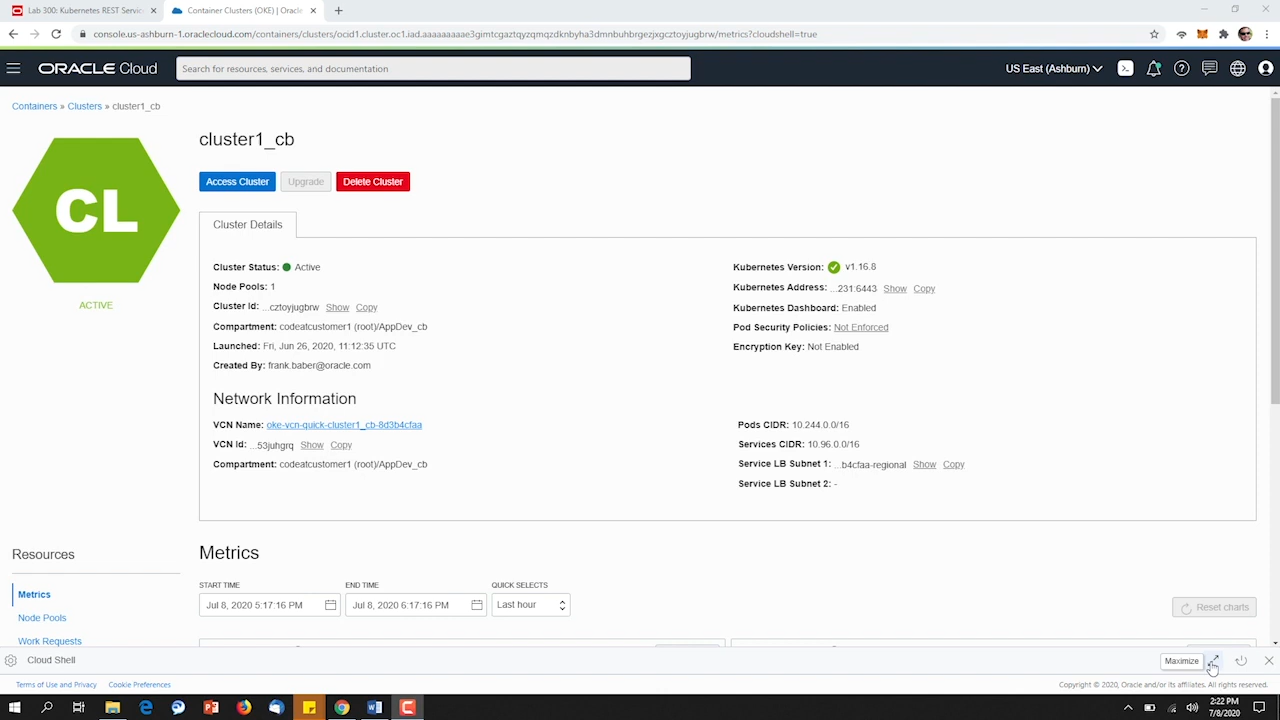 Lab 300: Kubernetes REST Servic
Container Clusters (OKE) | Oracle
console.us-ashburn-1.oraclecloud.com/containers/clusters/ocid1.cluster.oc1.iad.aaaaaaaaae3gimtcgaztqyzqmqzdknbyha3dmnbuhbrgezjxgcztoyjugbrw/metrics?cloudshell=true
ORACLE Cloud
Search for resources, services, and documentation
US East (Ashburn)
Containers » Clusters » cluster1_cb
CL
ACTIVE
cluster1_cb
Access Cluster Upgrade Delete Cluster
Cluster Details
Cluster Status: Active
Node Pools: 1
Cluster Id: ...cztoyjugbrw Show Copy
Compartment: codeatcustomer1 (root)/AppDev_cb
Launched: Fri, Jun 26, 2020, 11:12:35 UTC
Created By: frank.baber@oracle.com
Kubernetes Version: v1.16.8
Kubernetes Address: ...231:6443 Show Copy
Kubernetes Dashboard: Enabled
Pod Security Policies: Not Enforced
Encryption Key: Not Enabled
Network Information
VCN Name: oke-vcn-quick-cluster1_cb-8d3b4cfaa
VCN Id: ...53juhgrq Show Copy
Compartment: codeatcustomer1 (root)/AppDev_cb
Pods CIDR: 10.244.0.0/16
Services CIDR: 10.96.0.0/16
Service LB Subnet 1: ...b4cfaa-regional Show Copy
Service LB Subnet 2: -
Resources
Metrics
Node Pools
Work Requests
Metrics
START TIME END TIME QUICK SELECTS
Jul 8, 2020 5:17:16 PM Jul 8, 2020 6:17:16 PM Last hour
Reset charts
Cloud Shell
Maximize
Terms of Use and Privacy Cookie Preferences
Copyright © 2020, Oracle and/or its affiliates. All rights reserved.
2:22 PM
7/8/2020